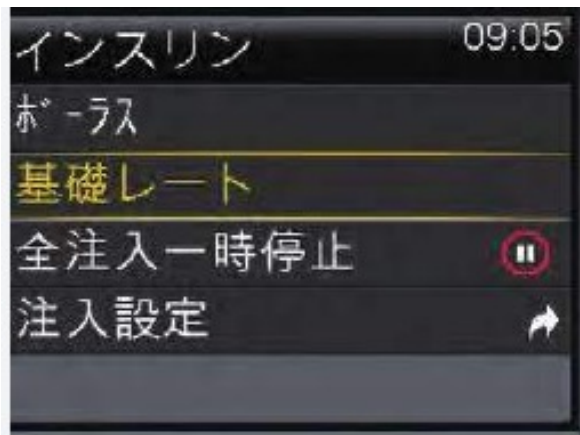 インスリン 09:05
ﾎﾞｰﾗｽ
基礎レート
全注入一時停止
注入設定